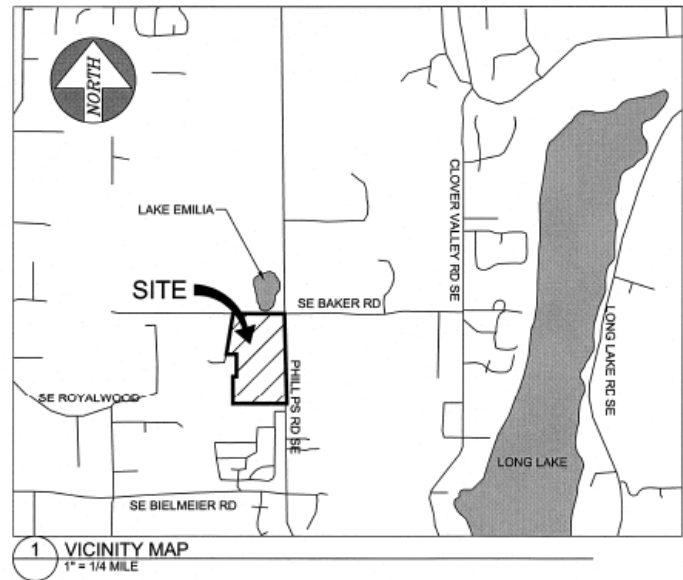 NORTH
LAKE EMILIA
SITE
SE BAKER RD
CLOVER VALLEY RD SE
LONG LAKE RD SE
PHILLPS RD SE
SE ROYALWOOD
LONG LAKE
SE BIELMEIER RD
1 VICINITY MAP
1" = 1/4 MILE